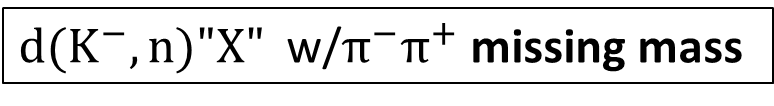 d(K⁻, n)"X" w/π⁻π⁺ missing mass